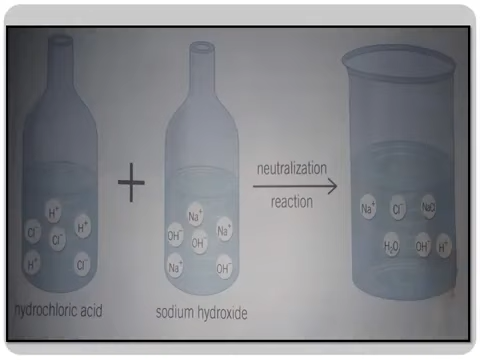 H⁺
Cl⁻ H⁺
Cl⁻
H⁺ Cl⁻
hydrochloric acid
+
Na⁺
OH⁻ Na⁺
OH⁻
Na⁺ OH⁻
sodium hydroxide
neutralization
reaction
Na⁺ Cl⁻ NaCl
H₂O OH⁻ H⁺